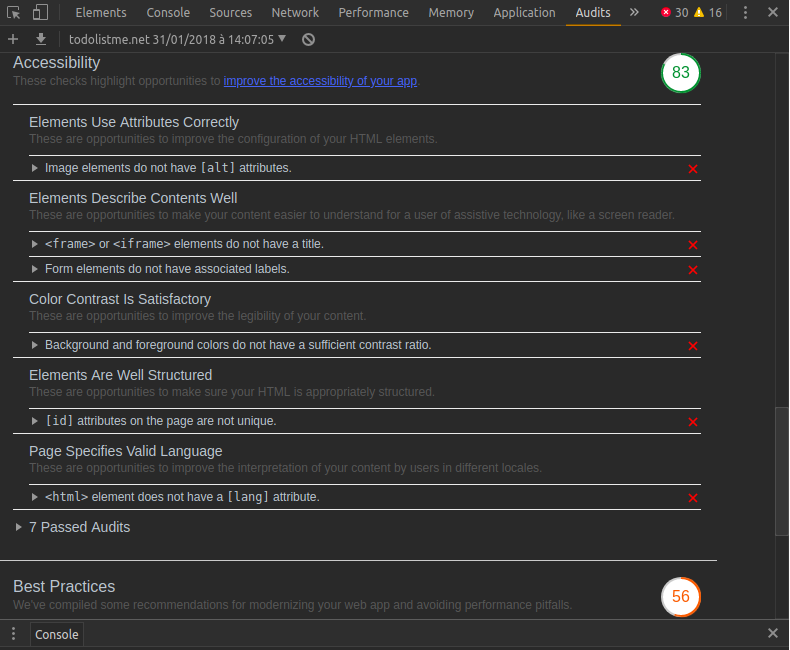 Elements Console Sources Network Performance Memory Application Audits » 30 16
todolistme.net 31/01/2018 à 14:07:05
Accessibility 83
These checks highlight opportunities to improve the accessibility of your app.
Elements Use Attributes Correctly
These are opportunities to improve the configuration of your HTML elements.
Image elements do not have [alt] attributes.
Elements Describe Contents Well
These are opportunities to make your content easier to understand for a user of assistive technology, like a screen reader.
<frame> or <iframe> elements do not have a title.
Form elements do not have associated labels.
Color Contrast Is Satisfactory
These are opportunities to improve the legibility of your content.
Background and foreground colors do not have a sufficient contrast ratio.
Elements Are Well Structured
These are opportunities to make sure your HTML is appropriately structured.
[id] attributes on the page are not unique.
Page Specifies Valid Language
These are opportunities to improve the interpretation of your content by users in different locales.
<html> element does not have a [lang] attribute.
7 Passed Audits
Best Practices 56
We've compiled some recommendations for modernizing your web app and avoiding performance pitfalls.
Console